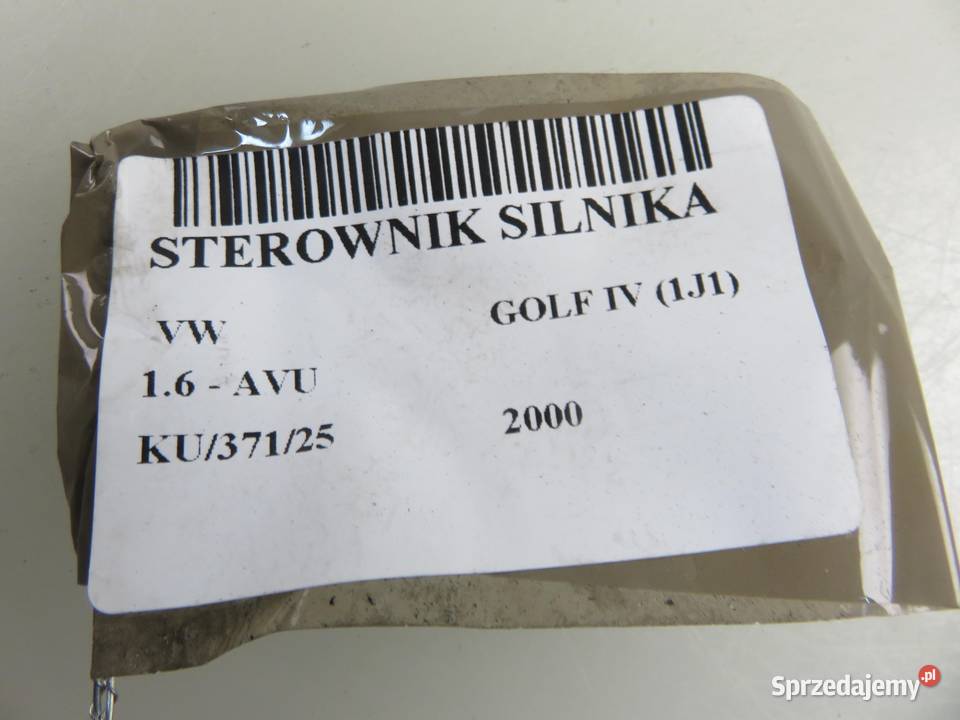 STEROWNIK SILNIKA
VW GOLF IV (1J1)
1.6 - AVU
KU/371/25 2000
Sprzedajemy.pl